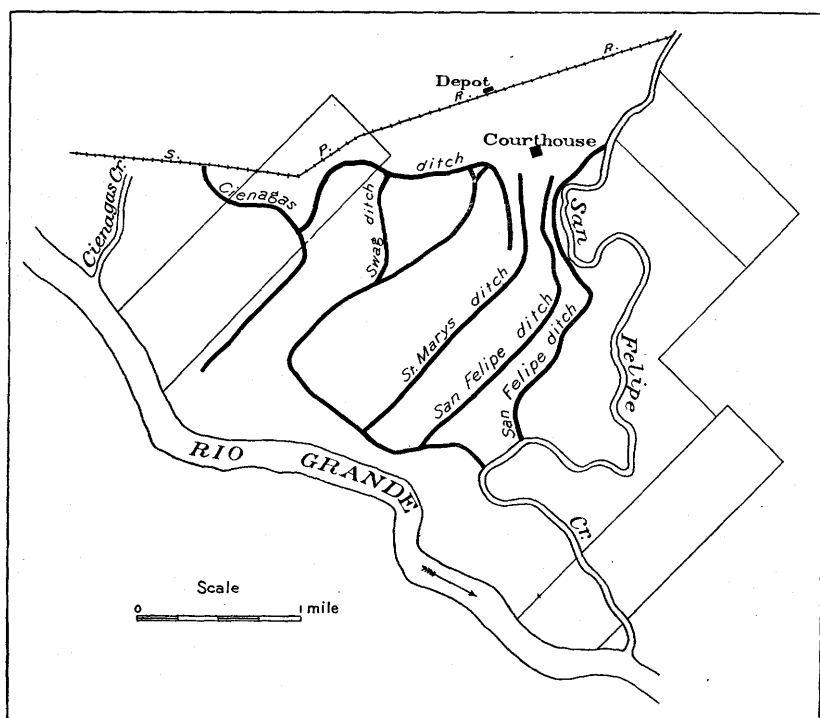 R.
Depot
R.
Courthouse
P.
S.
ditch
Cienagas Cr.
Cienagas
Swag ditch
San
St. Marys ditch
San Felipe ditch
San Felipe ditch
Felipe
RIO GRANDE
Cr.
Scale
0 1 mile